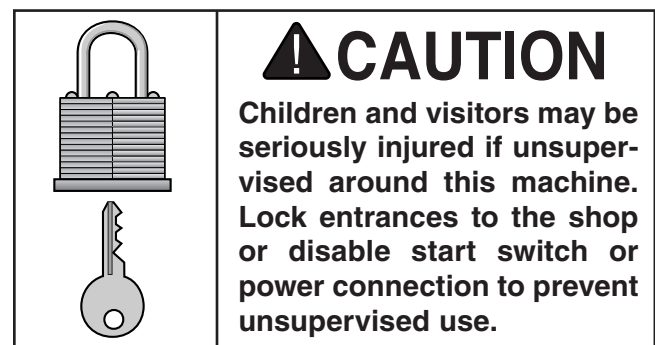 CAUTION
Children and visitors may be
seriously injured if unsuper-
vised around this machine.
Lock entrances to the shop
or disable start switch or
power connection to prevent
unsupervised use.